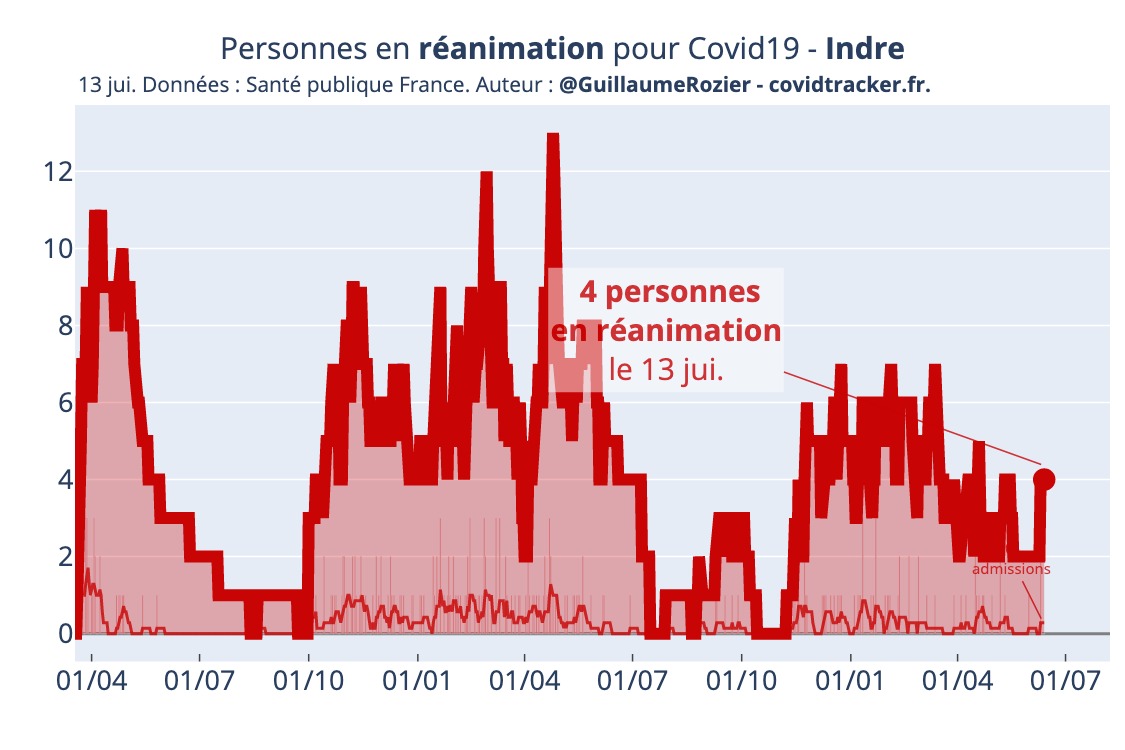 Personnes en réanimation pour Covid19 - Indre
13 jui. Données : Santé publique France. Auteur : @GuillaumeRozier - covidtracker.fr.
12
10
8
6
4
2
0
4 personnes
en réanimation
le 13 jui.
admissions
01/04 01/07 01/10 01/01 01/04 01/07 01/10 01/01 01/04 01/07